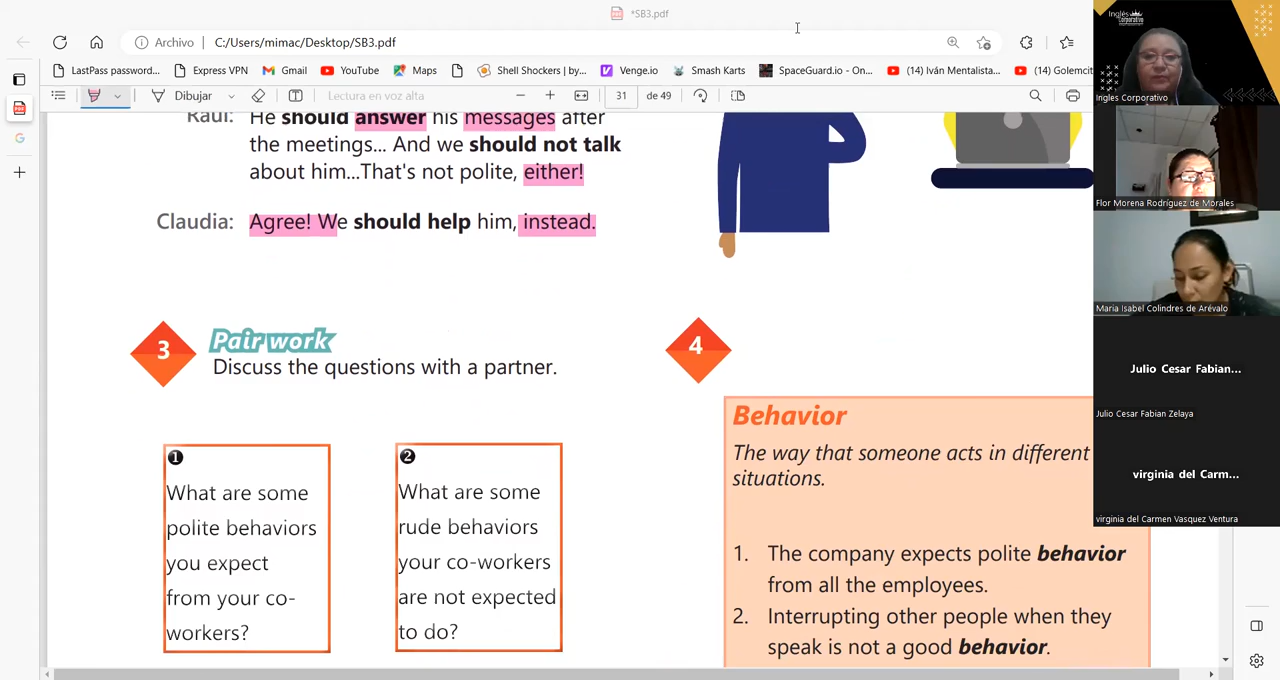 *SB3.pdf
Archivo
C:/Users/mimac/Desktop/SB3.pdf
LastPass password...
Express VPN
Gmail
YouTube
Maps
Shell Shockers | by...
Venge.io
Smash Karts
SpaceGuard.io - On...
(14) Iván Mentalista...
(14) Golemcit
Dibujar
Lectura en voz alta
31
de 49
Raúl:
He should answer his messages after
the meetings... And we should not talk
about him...That's not polite, either!
Claudia:
Agree! We should help him, instead.
3
Pair work
Discuss the questions with a partner.
1
What are some
polite behaviors
you expect
from your co-
workers?
2
What are some
rude behaviors
your co-workers
are not expected
to do?
4
Behavior
The way that someone acts in different
situations.
1. The company expects polite behavior
from all the employees.
2. Interrupting other people when they
speak is not a good behavior.
Inglés
Corporativo
Ingles Corporativo
Flor Morena Rodríguez de Morales
Maria Isabel Colindres de Arévalo
Julio Cesar Fabian...
Julio Cesar Fabian Zelaya
virginia del Carm...
virginia del Carmen Vasquez Ventura